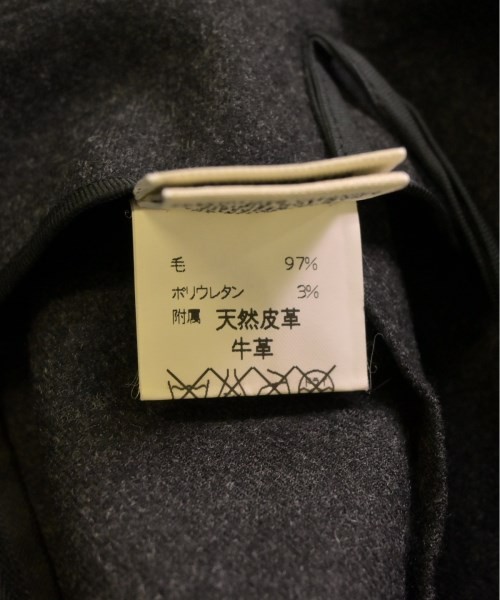 毛 97%
ポリウレタン 3%
附属 天然皮革
牛革